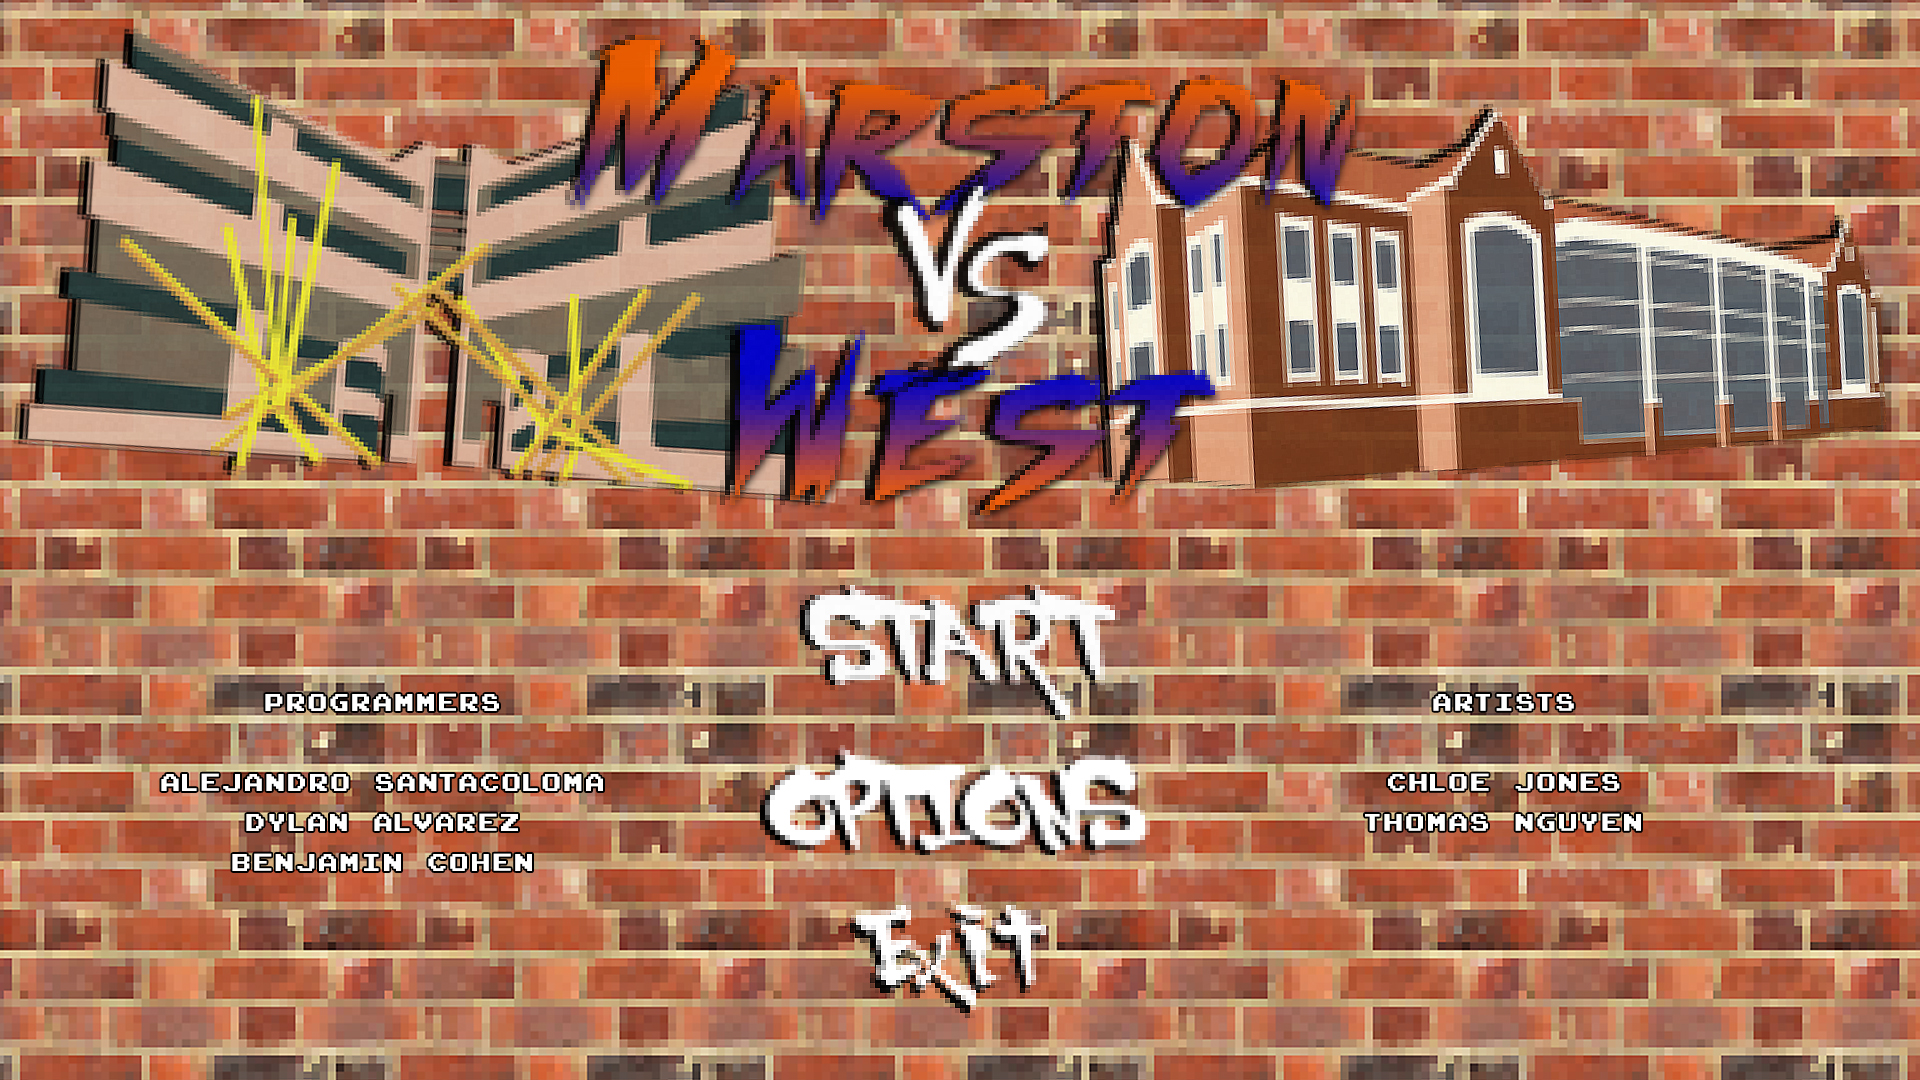 MARSTON
VS
WEST
START
OPTIONS
EXIT
PROGRAMMERS
ALEJANDRO SANTACOLOMA
DYLAN ALVAREZ
BENJAMIN COHEN
ARTISTS
CHLOE JONES
THOMAS NGUYEN